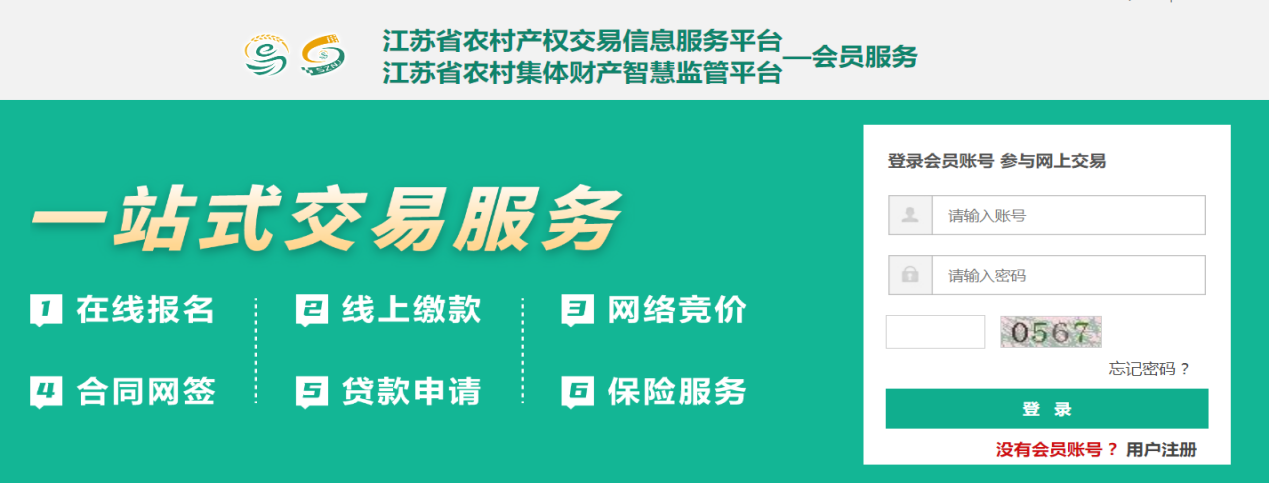 江苏省农村产权交易信息服务平台
江苏省农村集体财产智慧监管平台
—会员服务
一站式交易服务
1 在线报名
2 线上缴款
3 网络竞价
4 合同网签
5 贷款申请
6 保险服务
登录会员账号 参与网上交易
请输入账号
请输入密码
0567
忘记密码？
登 录
没有会员账号？ 用户注册